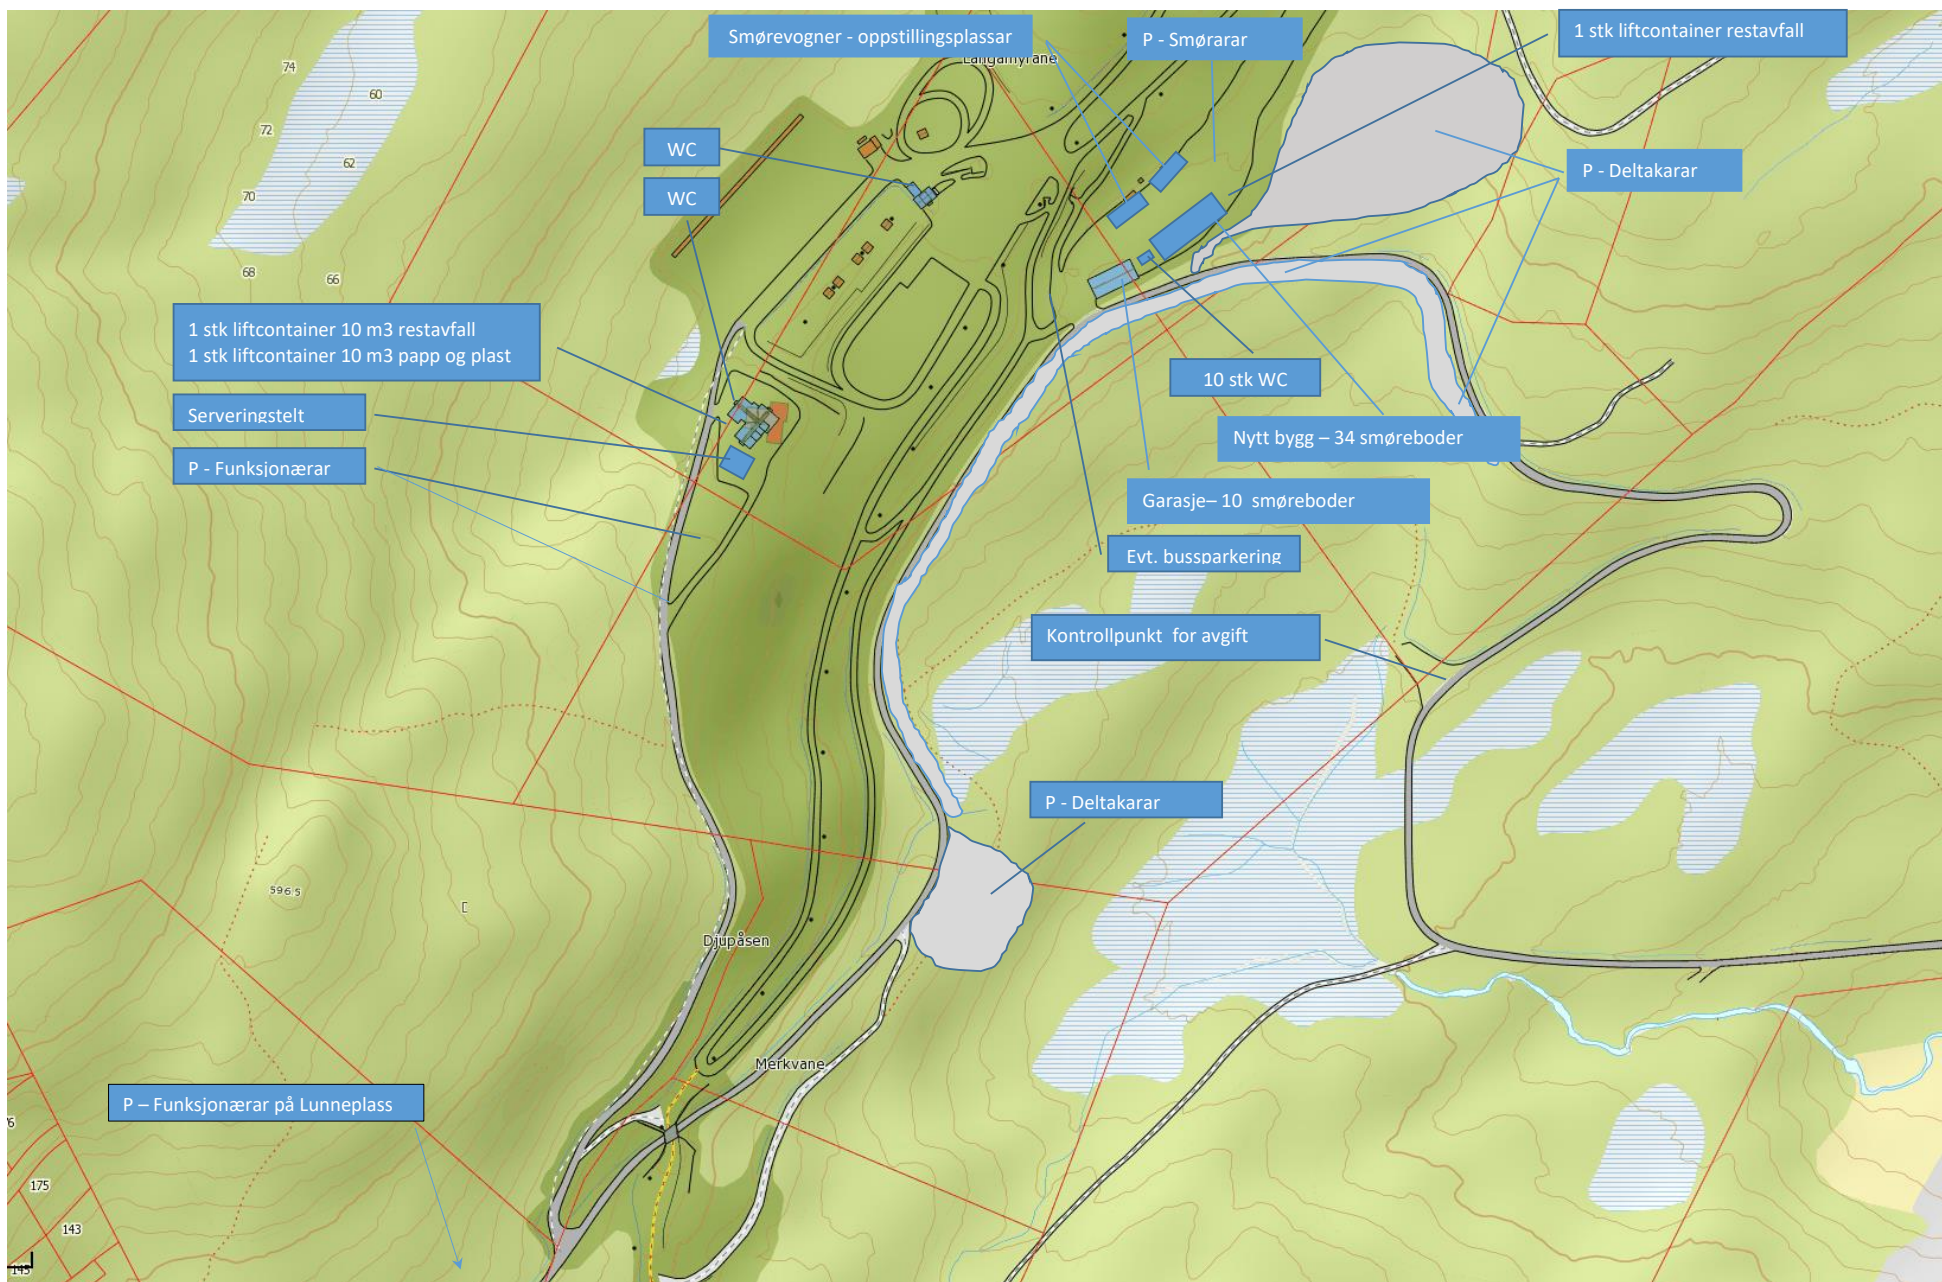 Smørevogner - oppstillingsplassar
P - Smørarar
1 stk liftcontainer restavfall
Langamyrane
74
60
72
62
70
68
66
WC
WC
P - Deltakarar
1 stk liftcontainer 10 m3 restavfall
1 stk liftcontainer 10 m3 papp og plast
Serveringstelt
P - Funksjonærar
10 stk WC
Nytt bygg – 34 smøreboder
Garasje– 10 smøreboder
Evt. bussparkering
Kontrollpunkt for avgift
P - Deltakarar
596.5
Djupåsen
Merkvane
P – Funksjonærar på Lunneplass
175
143
145